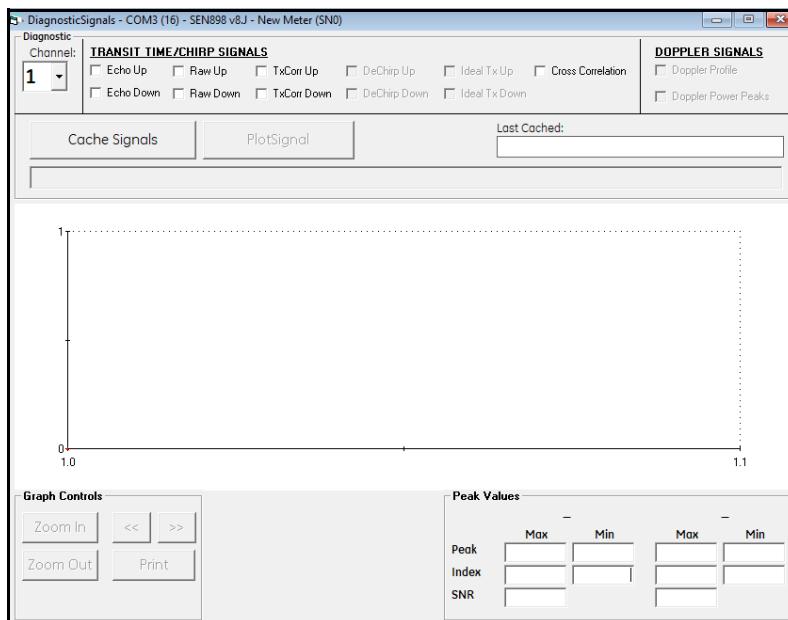 DiagnosticSignals - COM3 (16) - SEN898 v8.J - New Meter (SN0)
Diagnostic
Channel:
1
TRANSIT TIME/CHIRP SIGNALS
Echo Up Raw Up TxCorr Up DeChirp Up Ideal Tx Up Cross Correlation
Echo Down Raw Down TxCorr Down DeChirp Down Ideal Tx Down
DOPPLER SIGNALS
Doppler Profile
Doppler Power Peaks
Cache Signals PlotSignal
Last Cached:
1
0
1.0 1.1
Graph Controls
Zoom In << >>
Zoom Out Print
Peak Values
– –
Max Min Max Min
Peak
Index
SNR